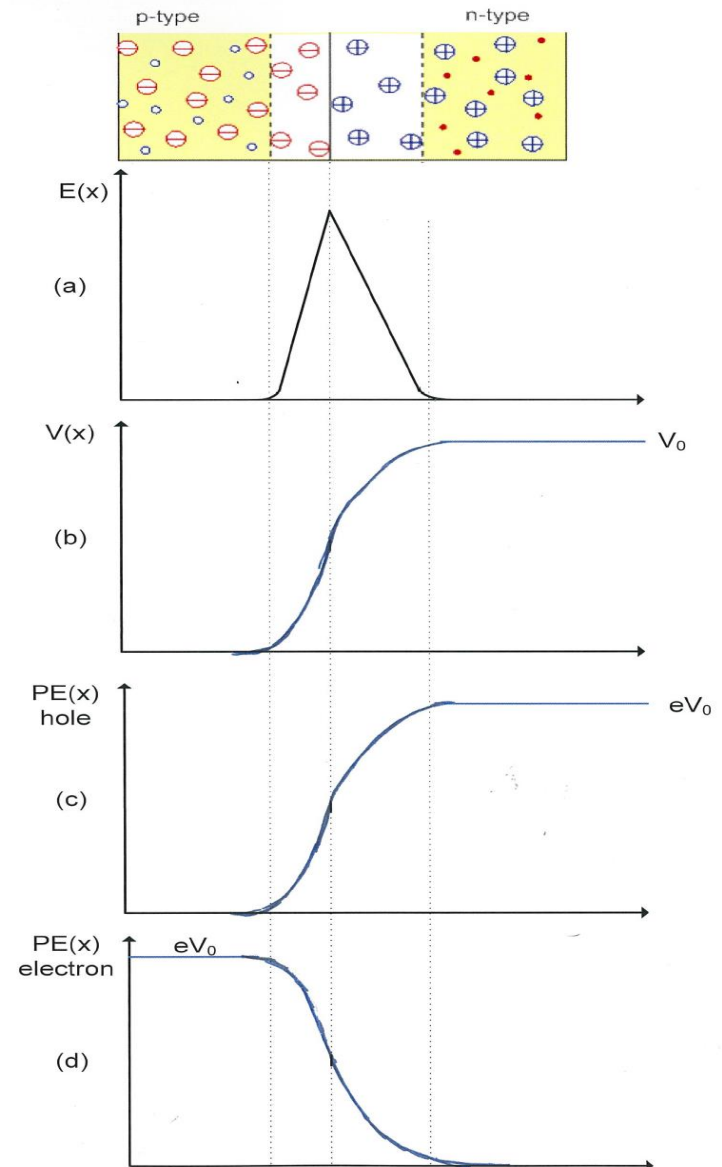 p-type
n-type
E(x)
(a)
V(x)
V₀
(b)
PE(x)
hole
eV₀
(c)
PE(x)
eV₀
electron
(d)